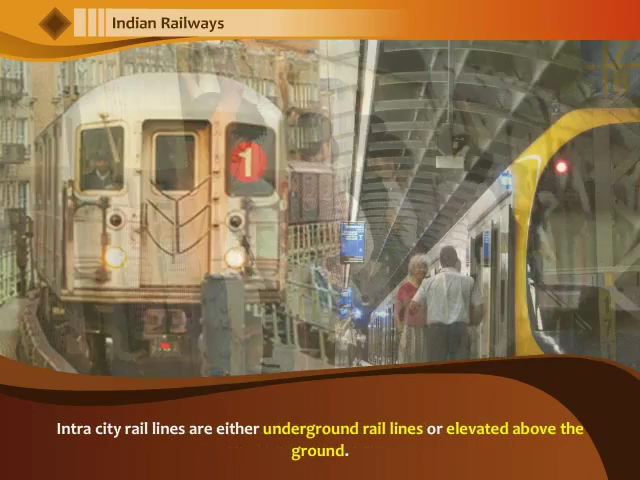 Indian Railways
1
Intra city rail lines are either underground rail lines or elevated above the
ground.